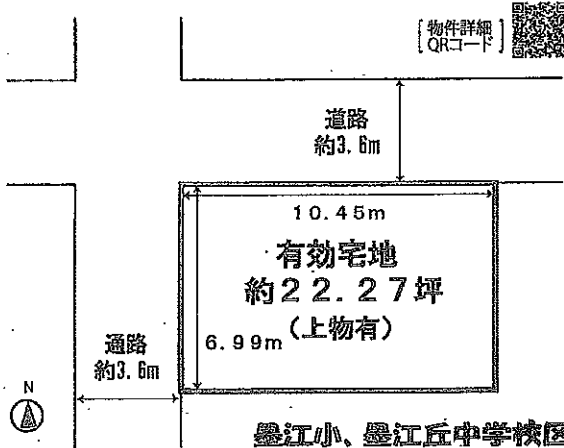 [物件詳細
QRコード]
道路
約3.6m
10.45m
有効宅地
約22.27坪
(上物有)
6.99m
通路
約3.6m
N
墨江小、墨江丘中学校区